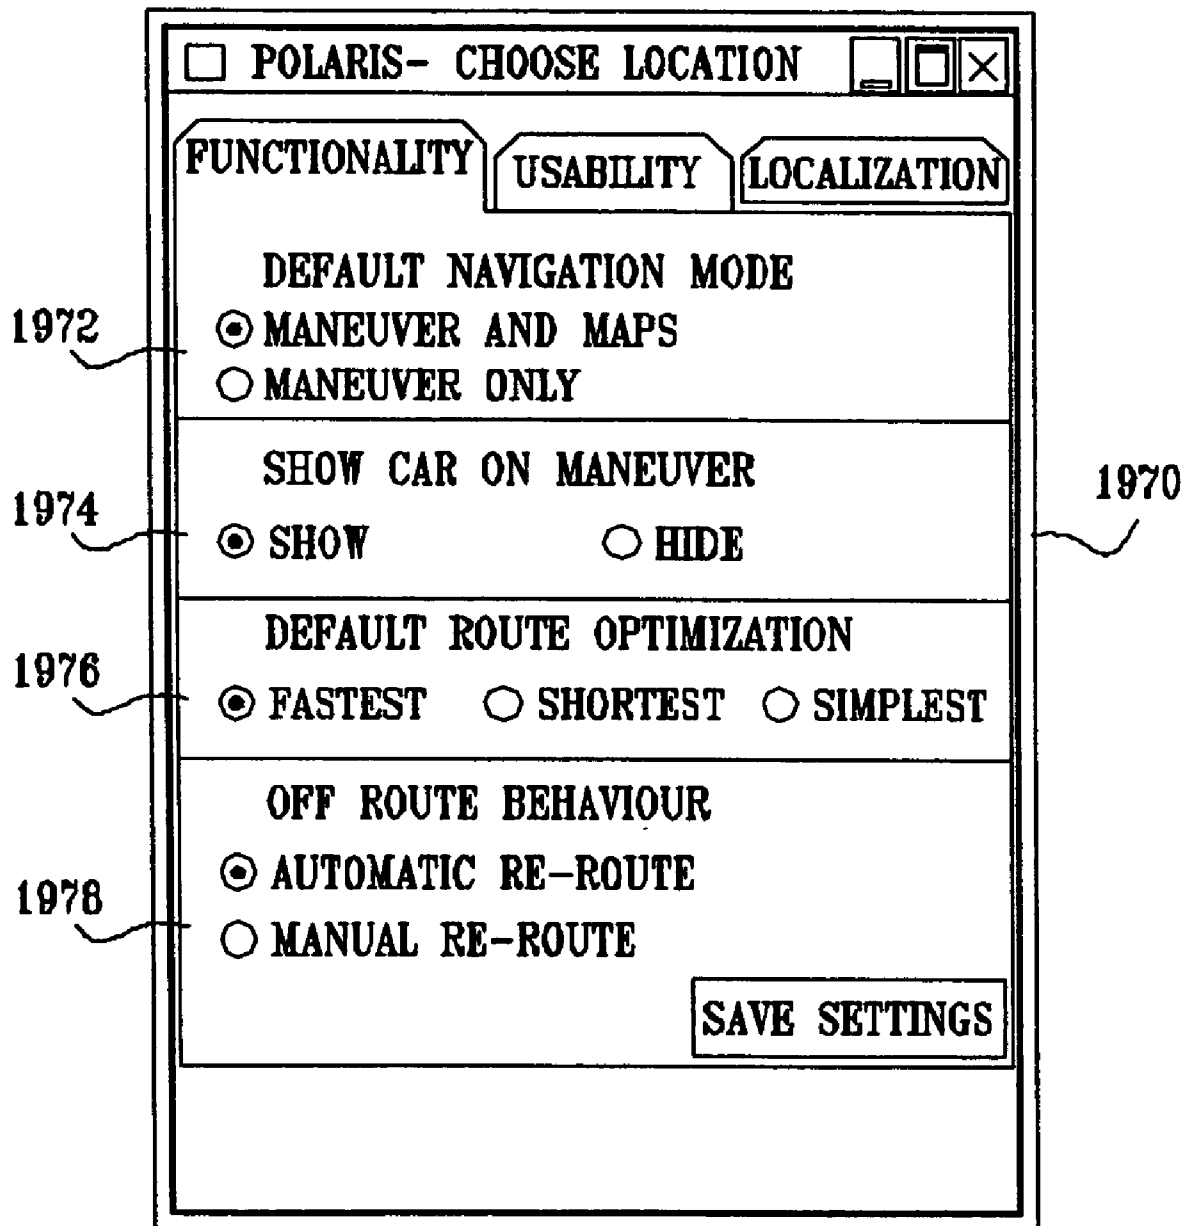 POLARIS- CHOOSE LOCATION
FUNCTIONALITY USABILITY LOCALIZATION
DEFAULT NAVIGATION MODE
1972
MANEUVER AND MAPS
MANEUVER ONLY
SHOW CAR ON MANEUVER
1970
1974
SHOW HIDE
DEFAULT ROUTE OPTIMIZATION
1976
FASTEST SHORTEST SIMPLEST
OFF ROUTE BEHAVIOUR
AUTOMATIC RE-ROUTE
1978
MANUAL RE-ROUTE
SAVE SETTINGS